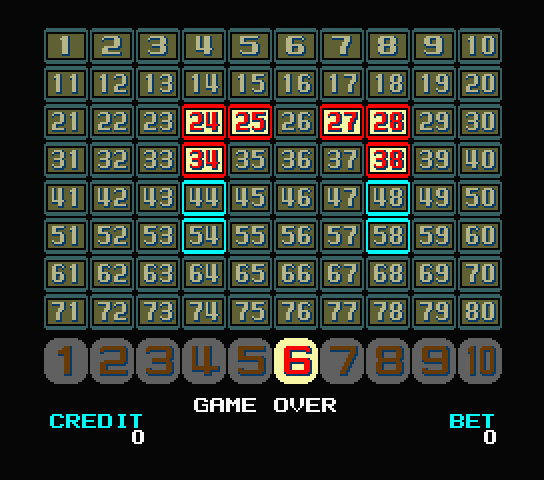 1 2 3 4 5 6 7 8 9 10
11 12 13 14 15 16 17 18 19 20
21 22 23 24 25 26 27 28 29 30
31 32 33 34 35 36 37 38 39 40
41 42 43 44 45 46 47 48 49 50
51 52 53 54 55 56 57 58 59 60
61 62 63 64 65 66 67 68 69 70
71 72 73 74 75 76 77 78 79 80
1 2 3 4 5 6 7 8 9 10
GAME OVER
CREDIT BET
0 0